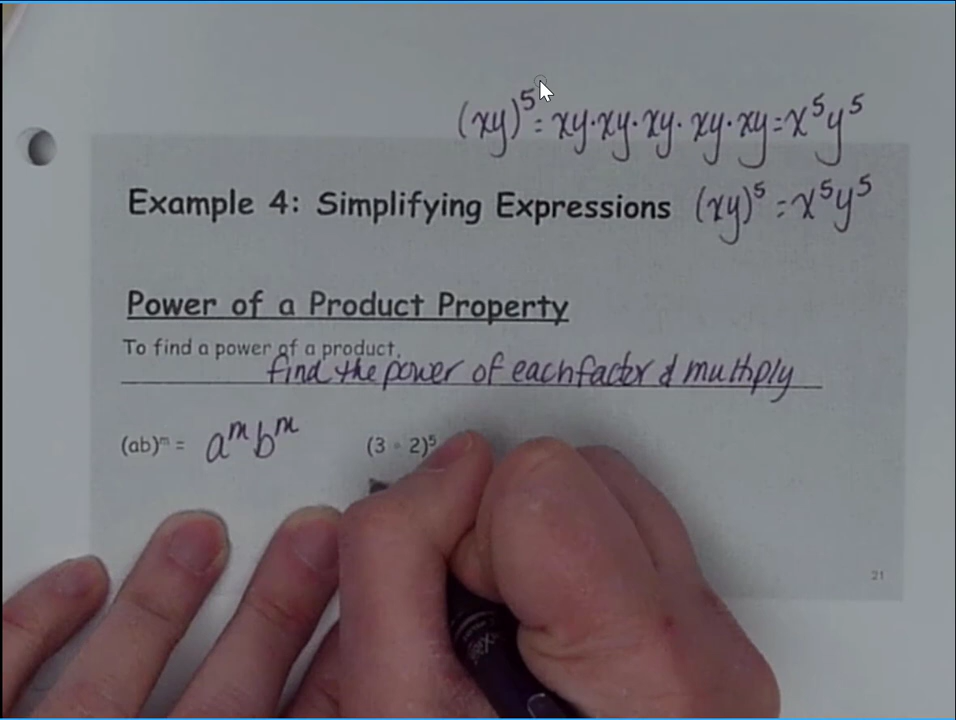 (xy)⁵ = xy·xy·xy·xy·xy = x⁵y⁵
Example 4: Simplifying Expressions (xy)⁵ = x⁵y⁵
Power of a Product Property
To find a power of a product,
find the power of each factor & multiply
(ab)ᵐ = aᵐbᵐ (3 • 2)⁵
21